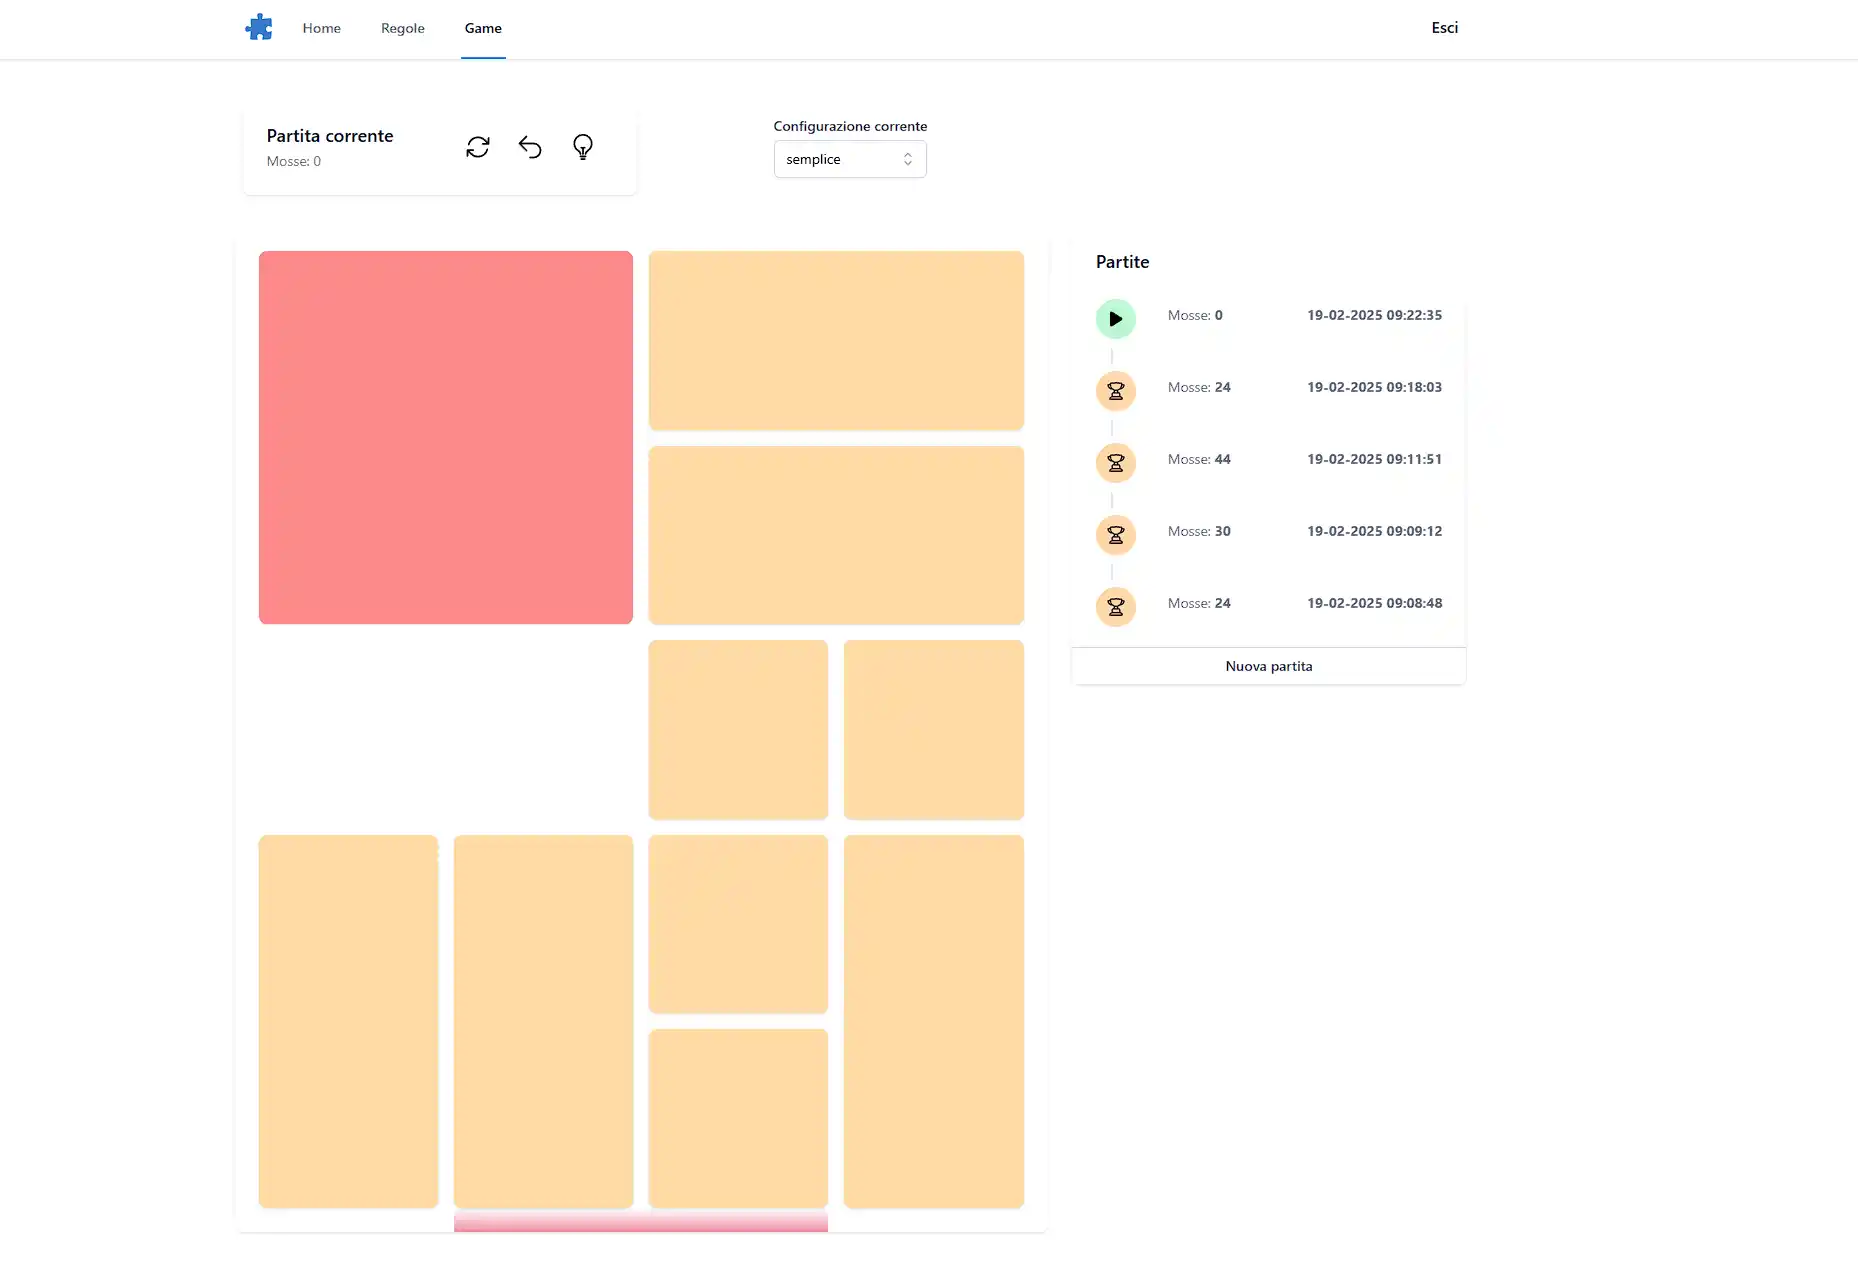 Home Regole Game Esci
Partita corrente
Mosse: 0
Configurazione corrente
semplice
Partite
Mosse: 0 19-02-2025 09:22:35
Mosse: 24 19-02-2025 09:18:03
Mosse: 44 19-02-2025 09:11:51
Mosse: 30 19-02-2025 09:09:12
Mosse: 24 19-02-2025 09:08:48
Nuova partita